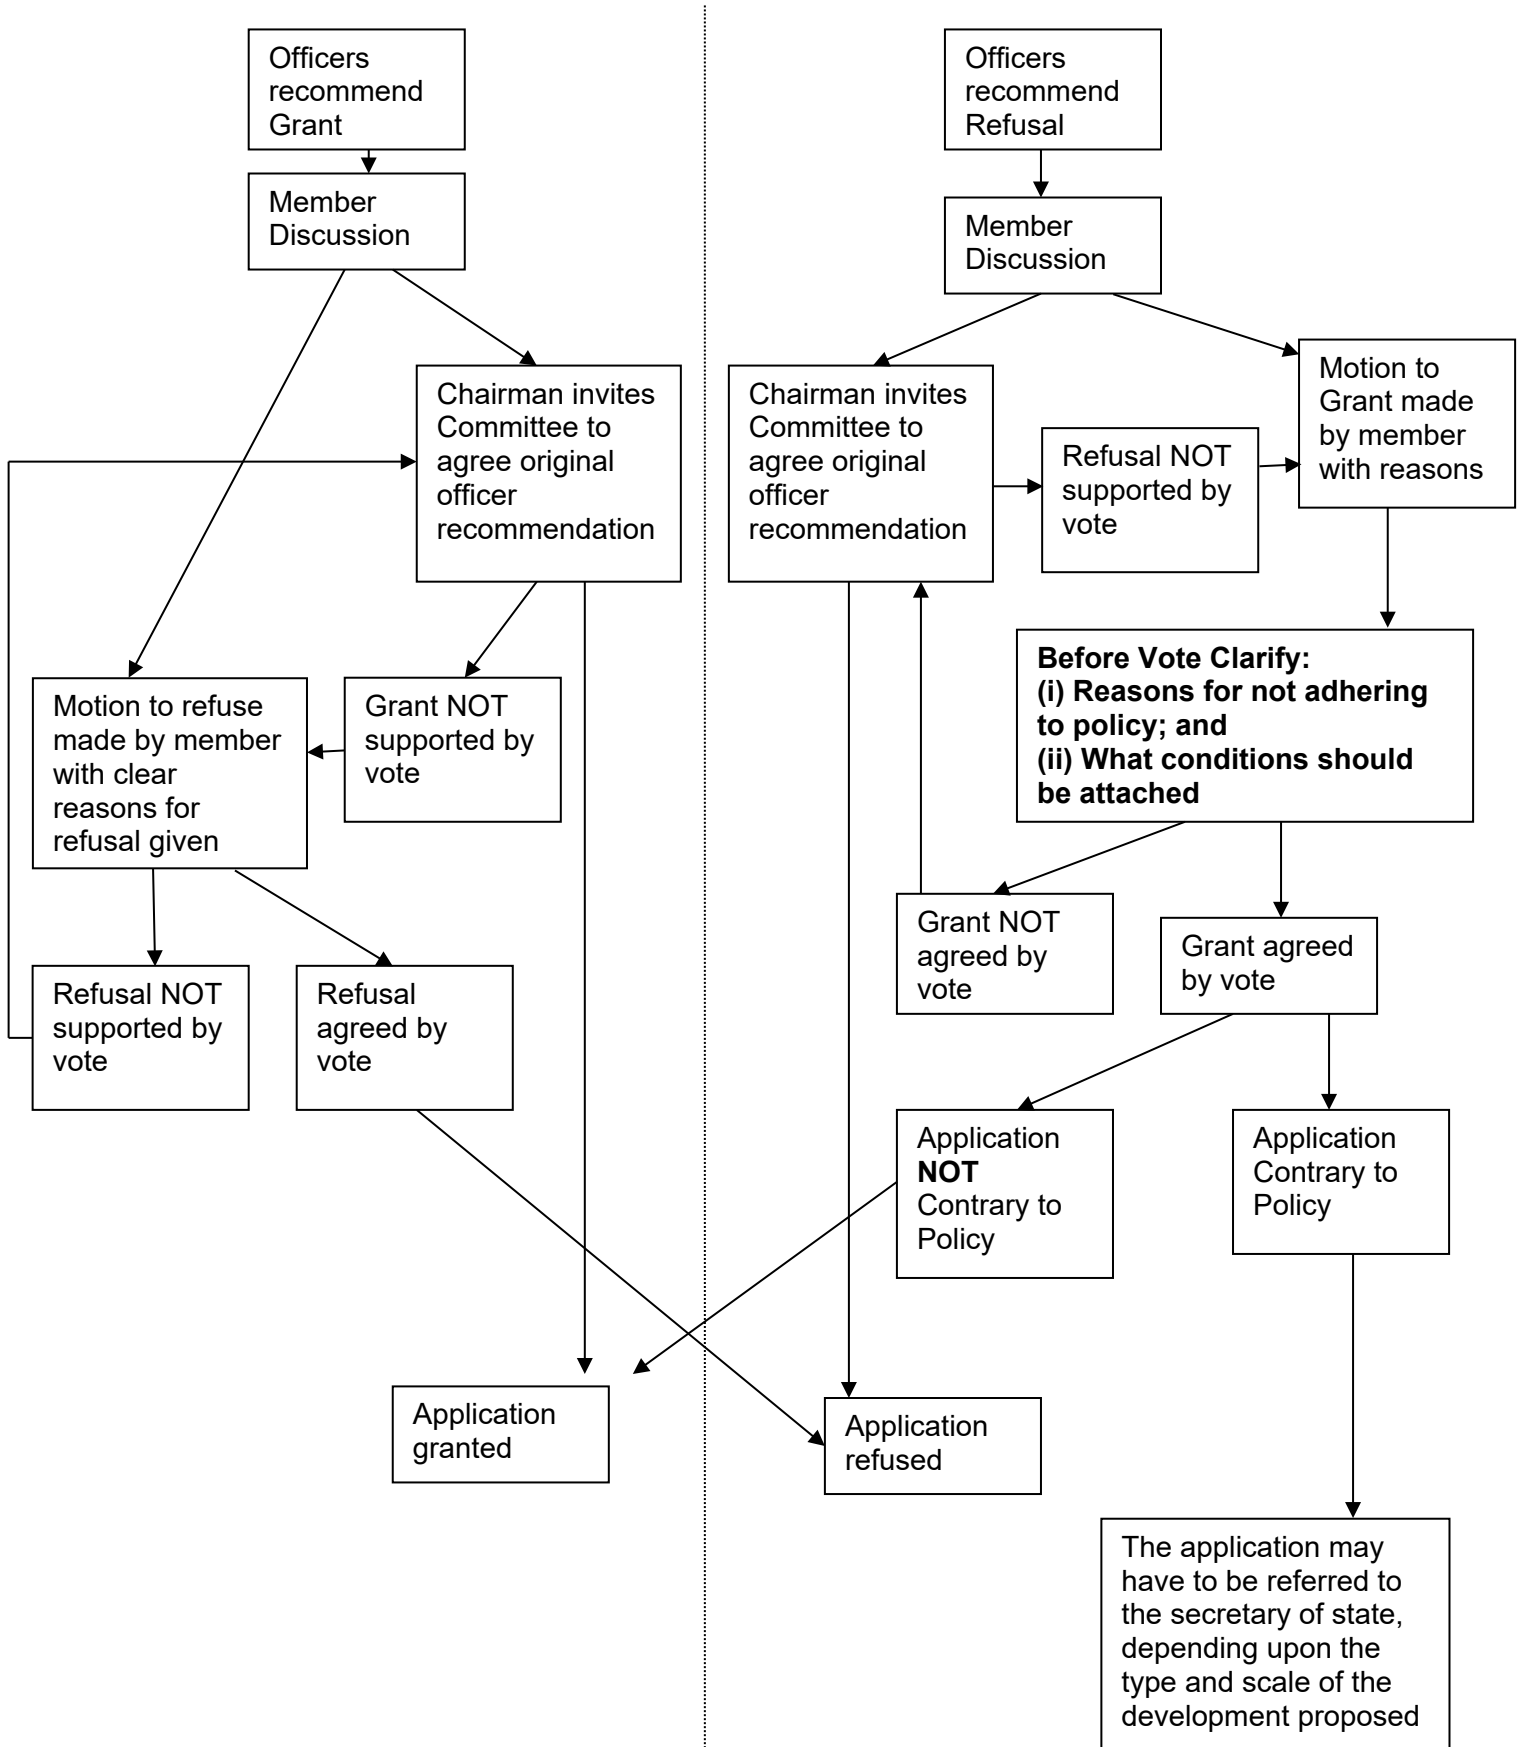 Officers
recommend
Grant
Member
Discussion
Chairman invites
Committee to
agree original
officer
recommendation
Motion to refuse
made by member
with clear
reasons for
refusal given
Grant NOT
supported by
vote
Refusal NOT
supported by
vote
Refusal
agreed by
vote
Application
granted
Officers
recommend
Refusal
Member
Discussion
Chairman invites
Committee to
agree original
officer
recommendation
Refusal NOT
supported by
vote
Motion to
Grant made
by member
with reasons
Before Vote Clarify:
(i) Reasons for not adhering
to policy; and
(ii) What conditions should
be attached
Grant NOT
agreed by
vote
Grant agreed
by vote
Application
NOT
Contrary to
Policy
Application
Contrary to
Policy
Application
refused
The application may
have to be referred to
the secretary of state,
depending upon the
type and scale of the
development proposed